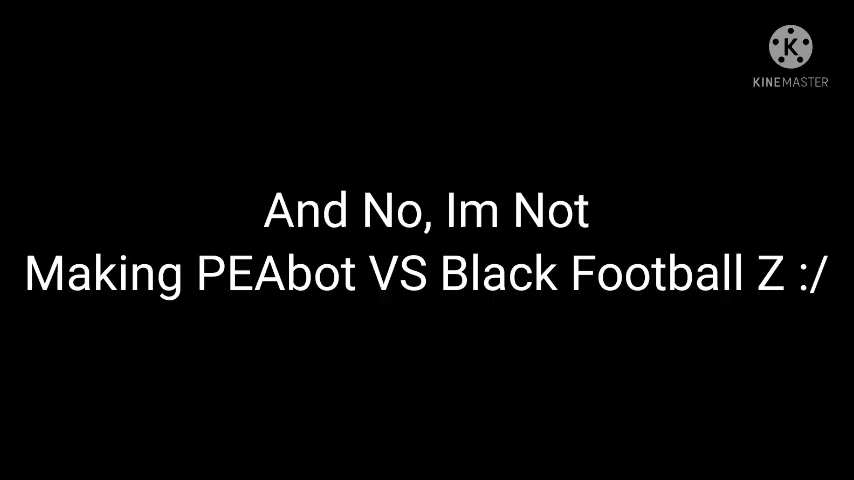 K
KINEMASTER
And No, Im Not
Making PEAbot VS Black Football Z :/